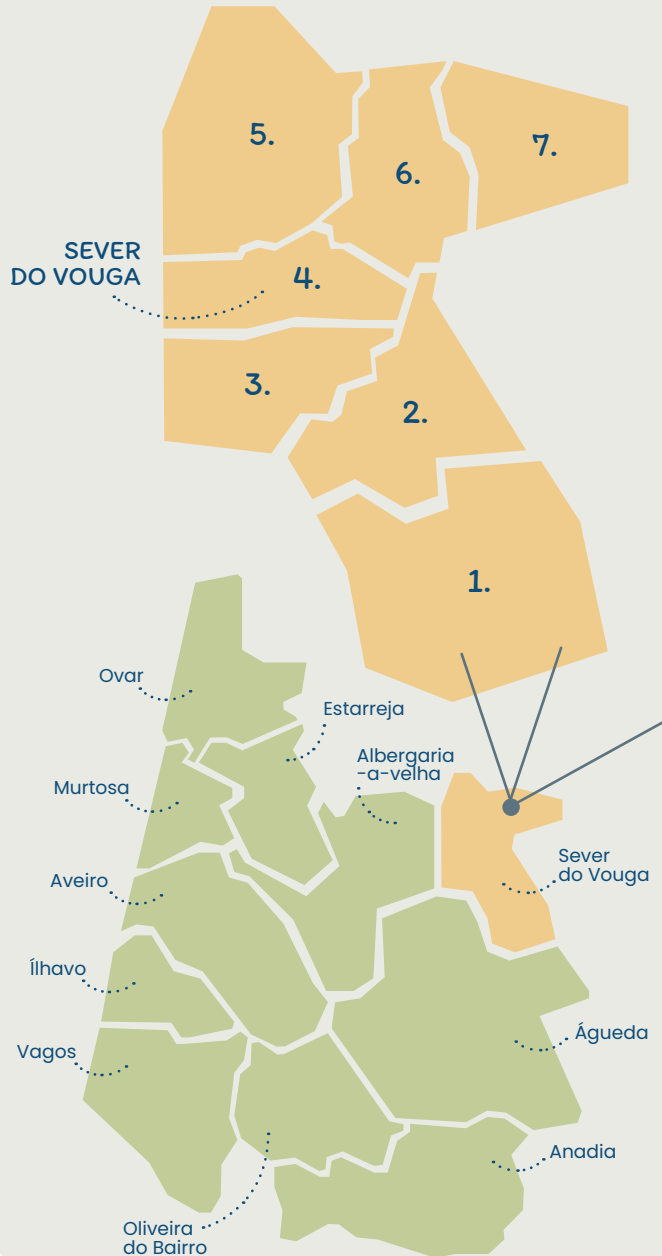 5.
6.
7.
SEVER
DO VOUGA
4.
3.
2.
1.
Ovar
Estarreja
Albergaria
-a-velha
Murtosa
Sever
do Vouga
Aveiro
Ílhavo
Águeda
Vagos
Anadia
Oliveira
do Bairro